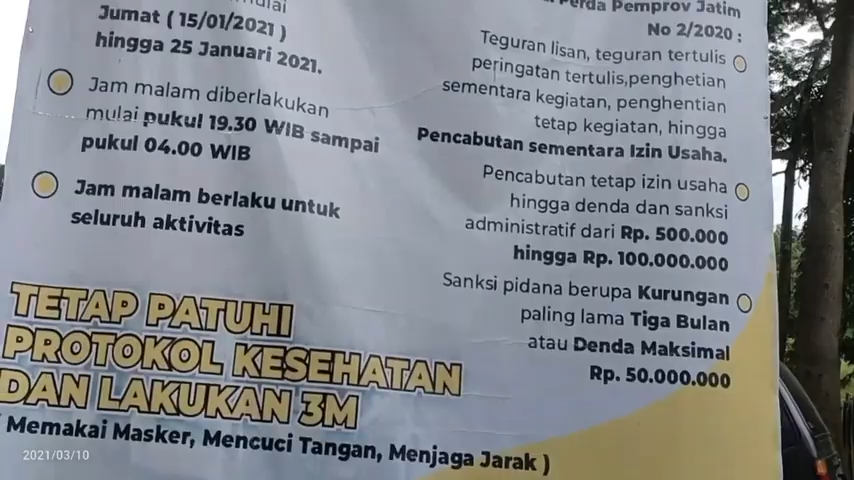 Jumat ( 15/01/2021 )
hingga 25 Januari 2021.
Jam malam diberlakukan
mulai pukul 19.30 WIB sampai
pukul 04.00 WIB
Jam malam berlaku untuk
seluruh aktivitas
Perda Pemprov Jatim
No 2/2020 :
Teguran lisan, teguran tertulis
peringatan tertulis,penghetian
sementara kegiatan, penghentian
tetap kegiatan, hingga
Pencabutan sementara Izin Usaha.
Pencabutan tetap izin usaha
hingga denda dan sanksi
administratif dari Rp. 500.000
hingga Rp. 100.000.000
Sanksi pidana berupa Kurungan
paling lama Tiga Bulan
atau Denda Maksimal
Rp. 50.000.000
TETAP PATUHI
PROTOKOL KESEHATAN
DAN LAKUKAN 3M
( Memakai Masker, Mencuci Tangan, Menjaga Jarak )
2021/03/10